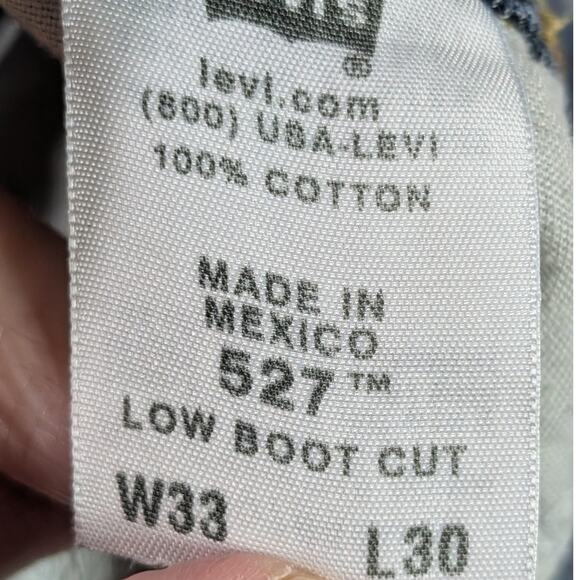 ®
levi.com
(800) USA-LEVI
100% COTTON
MADE IN
MEXICO
527™
LOW BOOT CUT
W33 L30